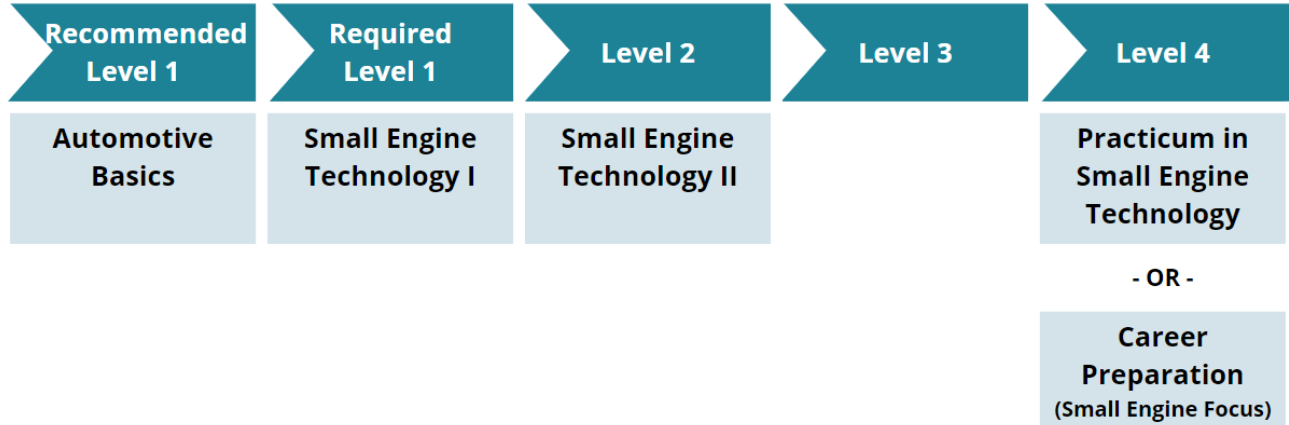 Recommended
Level 1
Required
Level 1
Level 2
Level 3
Level 4
Automotive
Basics
Small Engine
Technology I
Small Engine
Technology II
Practicum in
Small Engine
Technology
- OR -
Career
Preparation
(Small Engine Focus)